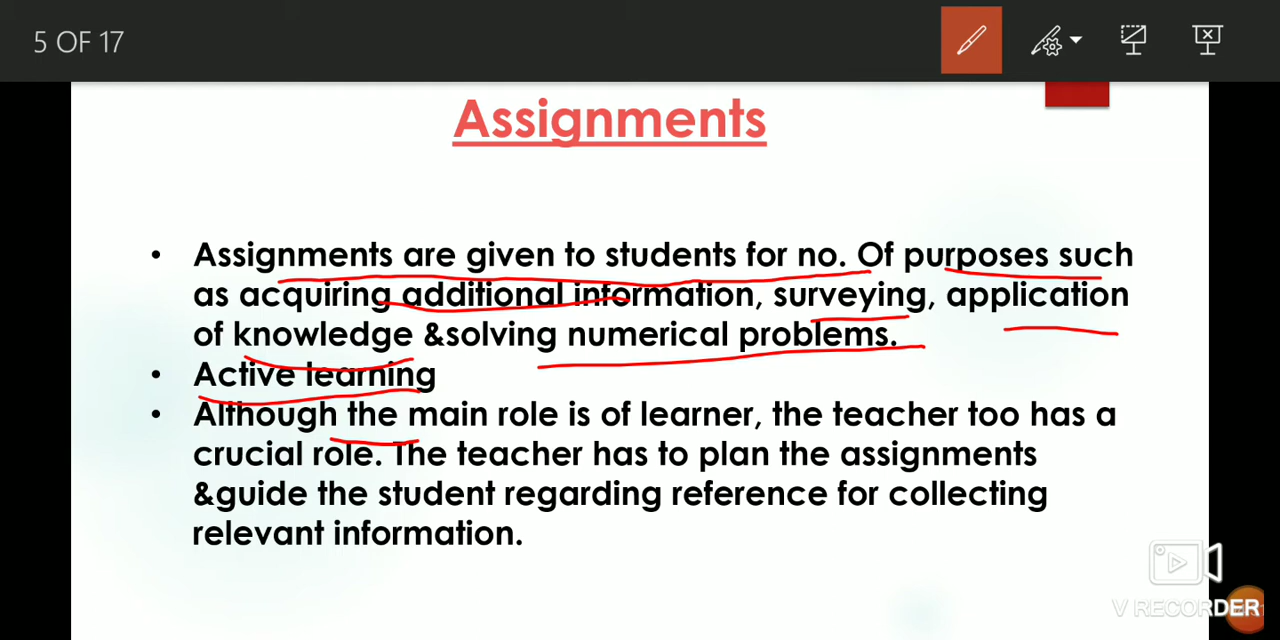 5 OF 17
Assignments
• Assignments are given to students for no. Of purposes such
as acquiring additional information, surveying, application
of knowledge &solving numerical problems.
• Active learning
• Although the main role is of learner, the teacher too has a
crucial role. The teacher has to plan the assignments
&guide the student regarding reference for collecting
relevant information.
V RECORDER